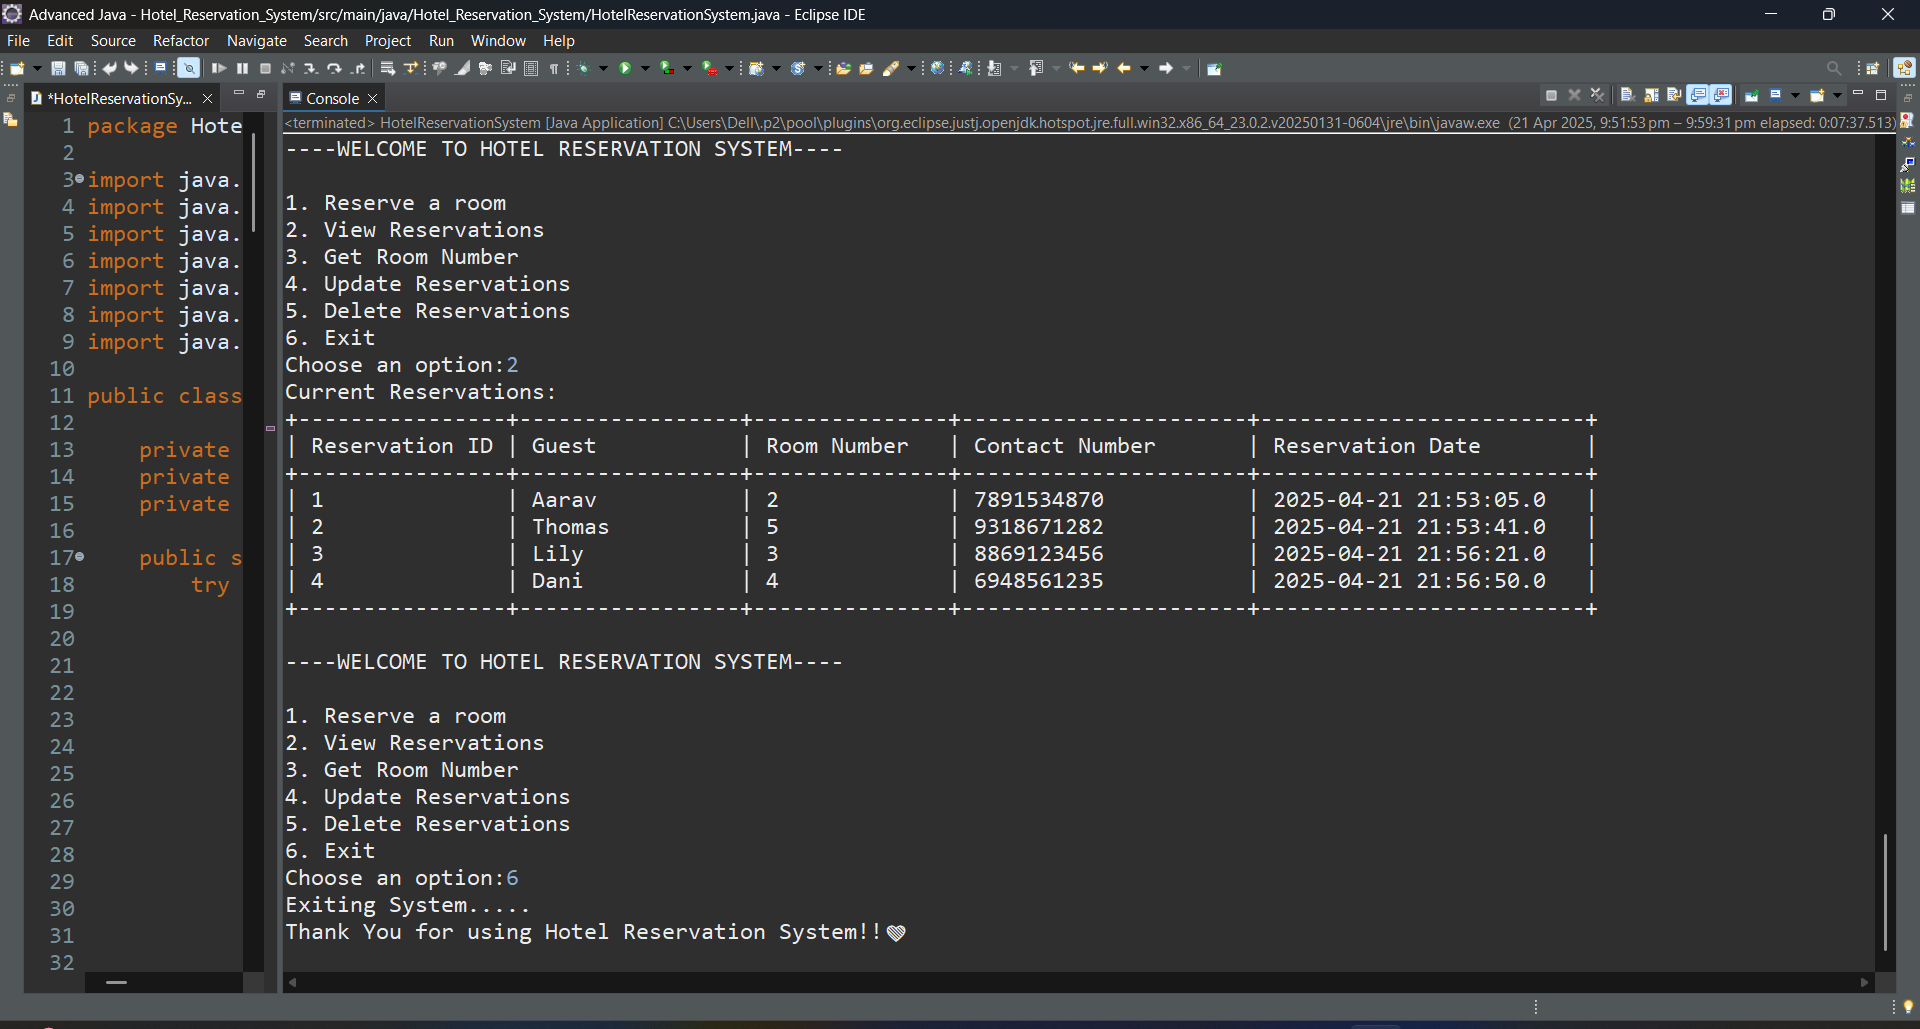 Advanced Java - Hotel_Reservation_System/src/main/java/Hotel_Reservation_System/HotelReservationSystem.java - Eclipse IDE
File Edit Source Refactor Navigate Search Project Run Window Help
*HotelReservationSy...
1 package Hote
2
3 import java.
4 import java.
5 import java.
6 import java.
7 import java.
8 import java.
9 import java.
10
11 public class
12
13 private
14 private
15 private
16
17 public s
18 try
19
20
21
22
23
24
25
26
27
28
29
30
31
32
Console
<terminated> HotelReservationSystem [Java Application] C:\Users\Dell\.p2\pool\plugins\org.eclipse.justj.openjdk.hotspot.jre.full.win32.x86_64_23.0.2.v20250131-0604\jre\bin\javaw.exe (21 Apr 2025, 9:51:53 pm – 9:59:31 pm elapsed: 0:07:37.513)
----WELCOME TO HOTEL RESERVATION SYSTEM----
1. Reserve a room
2. View Reservations
3. Get Room Number
4. Update Reservations
5. Delete Reservations
6. Exit
Choose an option:2
Current Reservations:
+----------------+-----------------+---------------+----------------------+-------------------------+
| Reservation ID | Guest | Room Number | Contact Number | Reservation Date |
+----------------+-----------------+---------------+----------------------+-------------------------+
| 1 | Aarav | 2 | 7891534870 | 2025-04-21 21:53:05.0 |
| 2 | Thomas | 5 | 9318671282 | 2025-04-21 21:53:41.0 |
| 3 | Lily | 3 | 8869123456 | 2025-04-21 21:56:21.0 |
| 4 | Dani | 4 | 6948561235 | 2025-04-21 21:56:50.0 |
+----------------+-----------------+---------------+----------------------+-------------------------+
----WELCOME TO HOTEL RESERVATION SYSTEM----
1. Reserve a room
2. View Reservations
3. Get Room Number
4. Update Reservations
5. Delete Reservations
6. Exit
Choose an option:6
Exiting System.....
Thank You for using Hotel Reservation System!!🩶